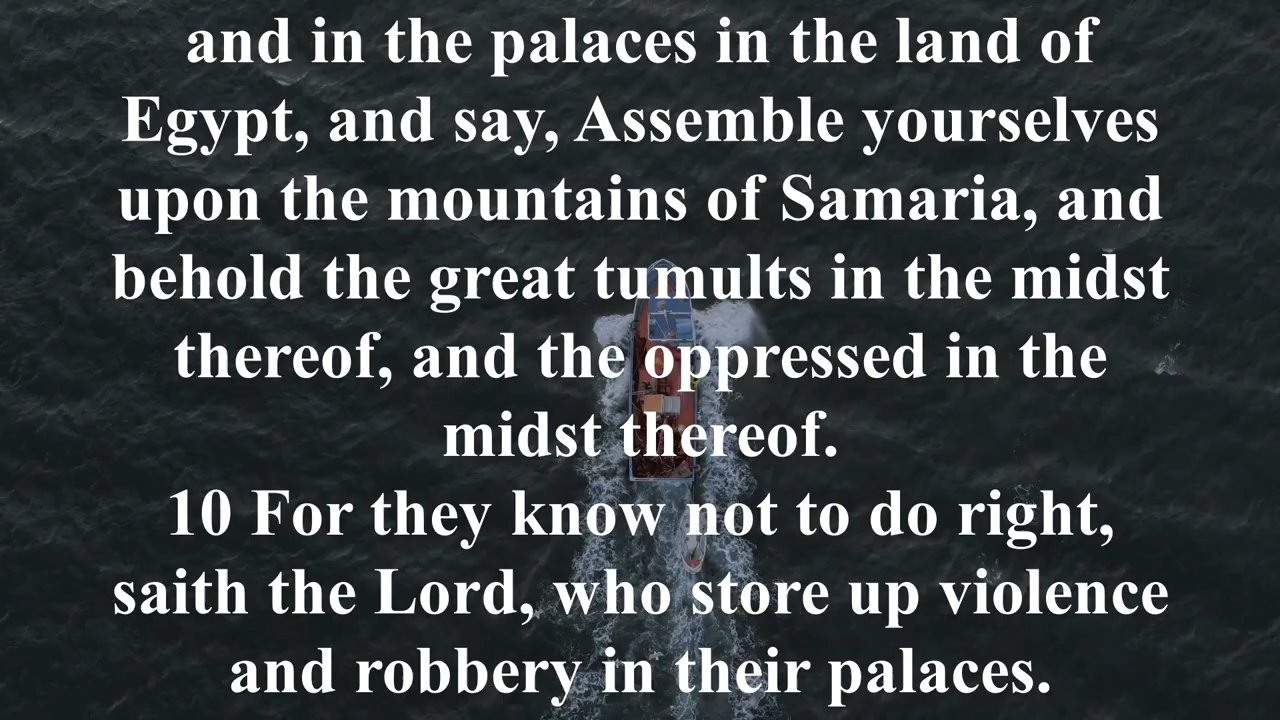 and in the palaces in the land of
Egypt, and say, Assemble yourselves
upon the mountains of Samaria, and
behold the great tumults in the midst
thereof, and the oppressed in the
midst thereof.
10 For they know not to do right,
saith the Lord, who store up violence
and robbery in their palaces.